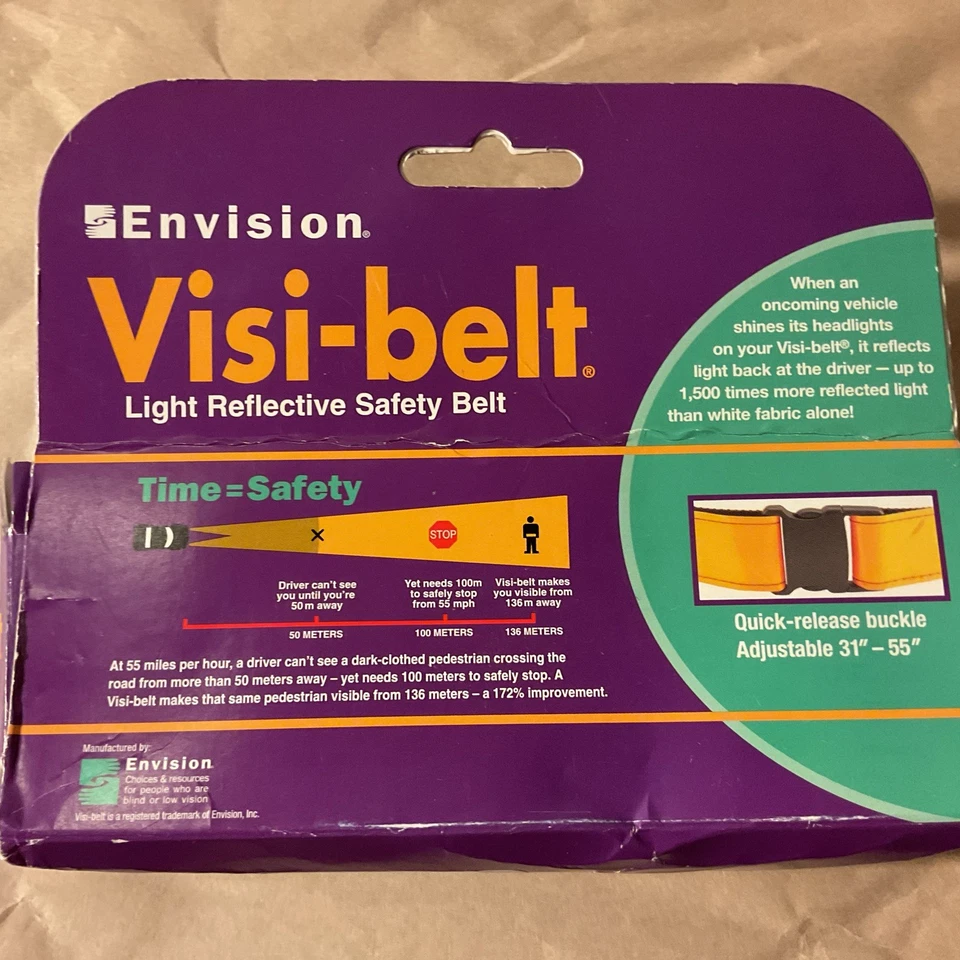 Envision®
Visi-belt®
Light Reflective Safety Belt
When an
oncoming vehicle
shines its headlights
on your Visi-belt®, it reflects
light back at the driver — up to
1,500 times more reflected light
than white fabric alone!
Time=Safety
STOP
Driver can't see
you until you're
50m away
Yet needs 100m
to safely stop
from 55 mph
Visi-belt makes
you visible from
136m away
50 METERS
100 METERS
136 METERS
At 55 miles per hour, a driver can't see a dark-clothed pedestrian crossing the
road from more than 50 meters away – yet needs 100 meters to safely stop. A
Visi-belt makes that same pedestrian visible from 136 meters – a 172% improvement.
Quick-release buckle
Adjustable 31″ – 55″
Manufactured by:
Envision
Choices & resources
for people who are
blind or low vision
Visi-belt is a registered trademark of Envision, Inc.